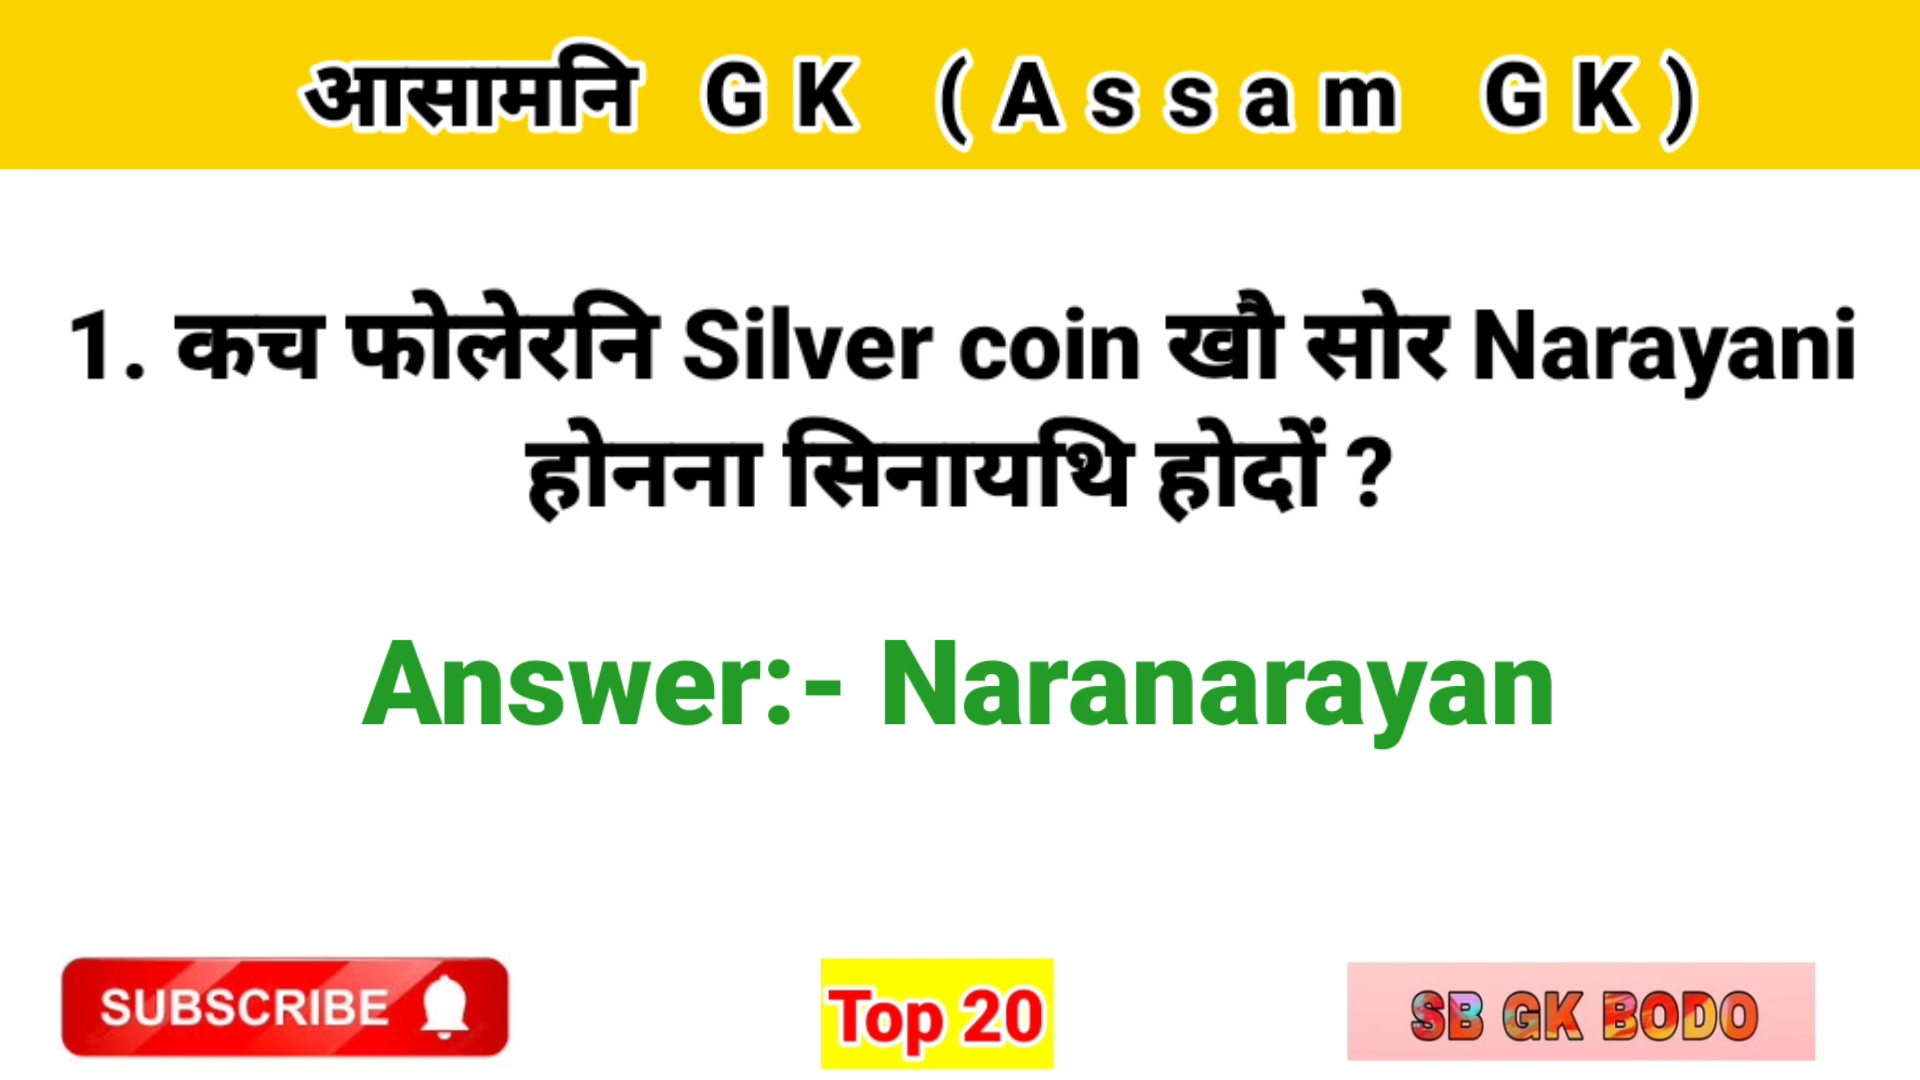 आसामनि GK (Assam GK)
1. कच फोलेरनि Silver coin खौ सोर Narayani
होनना सिनायथि होदों ?
Answer:- Naranarayan
SUBSCRIBE
Top 20
SB GK BODO